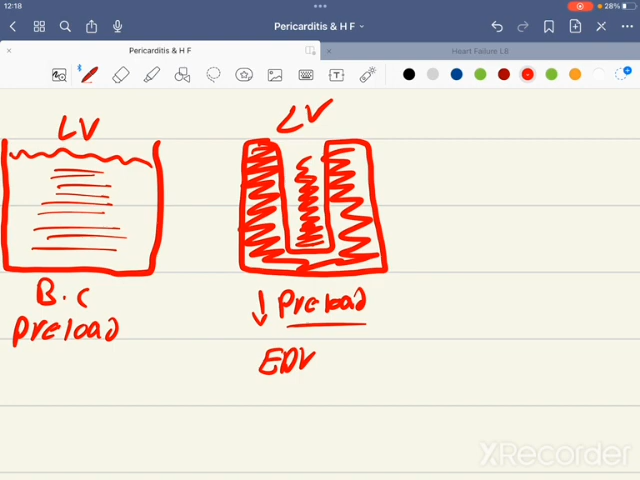 12:18
28%
Pericarditis & H F
Pericarditis & H F
Heart Failure L8
LV
LV
B.C
Preload
↓ Preload
EDV
XRecorder